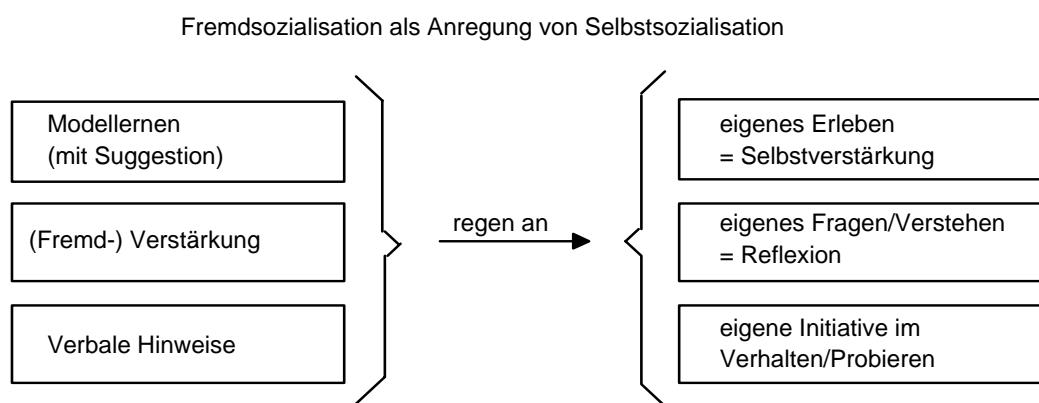 Fremdsozialisation als Anregung von Selbstsozialisation
Modellernen
(mit Suggestion)
(Fremd-) Verstärkung
Verbale Hinweise
regen an
eigenes Erleben
= Selbstverstärkung
eigenes Fragen/Verstehen
= Reflexion
eigene Initiative im
Verhalten/Probieren